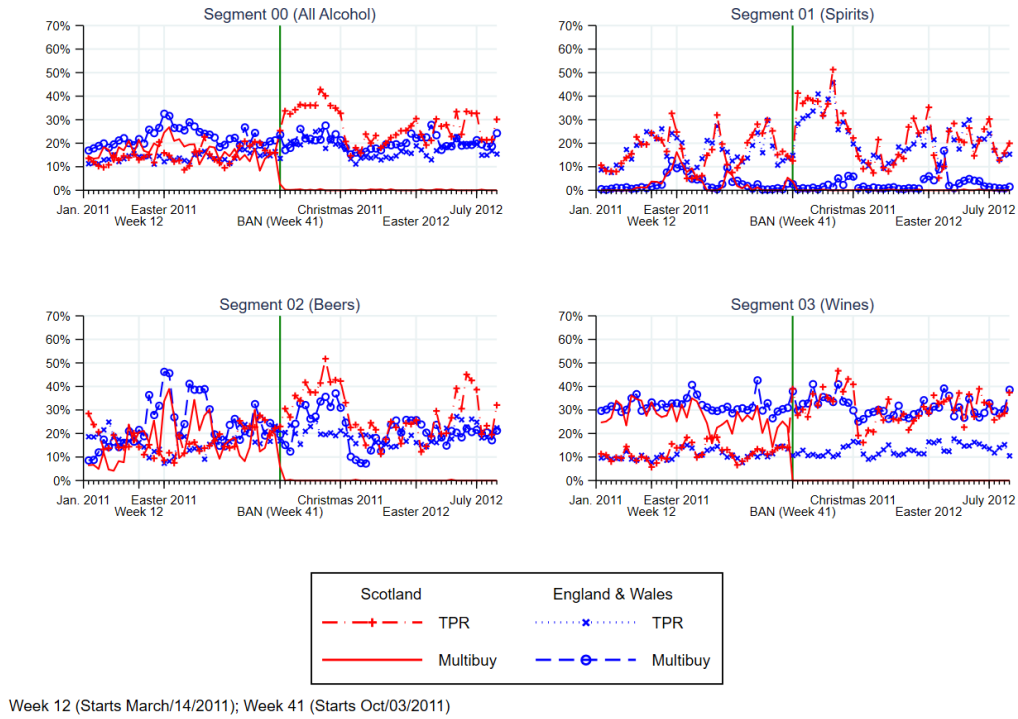 Segment 00 (All Alcohol)
70%
60%
50%
40%
30%
20%
10%
0%
Jan. 2011 Easter 2011 Christmas 2011 July 2012
Week 12 BAN (Week 41) Easter 2012
Segment 01 (Spirits)
70%
60%
50%
40%
30%
20%
10%
0%
Jan. 2011 Easter 2011 Christmas 2011 July 2012
Week 12 BAN (Week 41) Easter 2012
Segment 02 (Beers)
70%
60%
50%
40%
30%
20%
10%
0%
Jan. 2011 Easter 2011 Christmas 2011 July 2012
Week 12 BAN (Week 41) Easter 2012
Segment 03 (Wines)
70%
60%
50%
40%
30%
20%
10%
0%
Jan. 2011 Easter 2011 Christmas 2011 July 2012
Week 12 BAN (Week 41) Easter 2012
Scotland England & Wales
TPR TPR
Multibuy Multibuy
Week 12 (Starts March/14/2011); Week 41 (Starts Oct/03/2011)